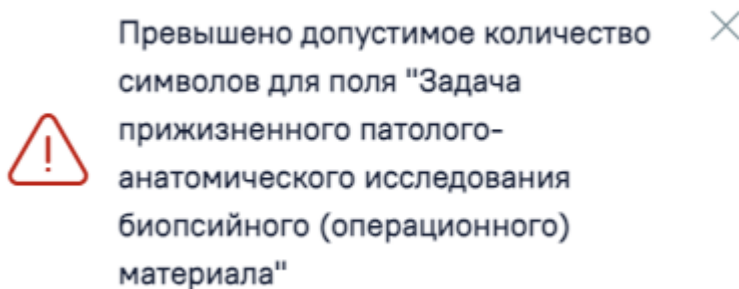 Превышено допустимое количество
символов для поля "Задача
прижизненного патолого-
анатомического исследования
биопсийного (операционного)
материала"